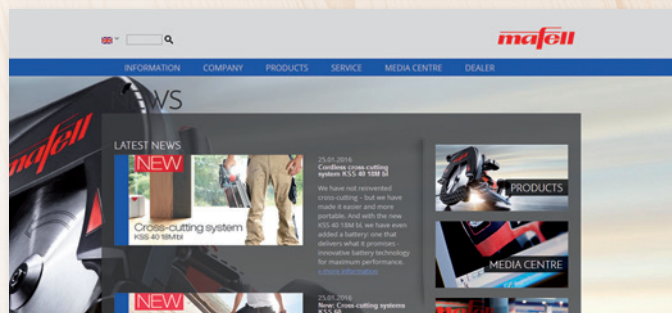 mafell
INFORMATION COMPANY PRODUCTS SERVICE MEDIA CENTRE DEALER
NEWS
mafell
LATEST NEWS
NEW
Cross-cutting system
KSS 40 18M bl
25.01.2016
Cordless cross-cutting
system KSS 40 18M bl
We have not reinvented
cross-cutting – but we have
made it easier and more
portable. And with the new
KSS 40 18M bl, we have even
added a battery: one that
delivers what it promises -
innovative battery technology
for maximum performance.
» more information
PRODUCTS
MEDIA CENTRE
NEW
25.01.2016
New: Cross-cutting systems
KSS 60